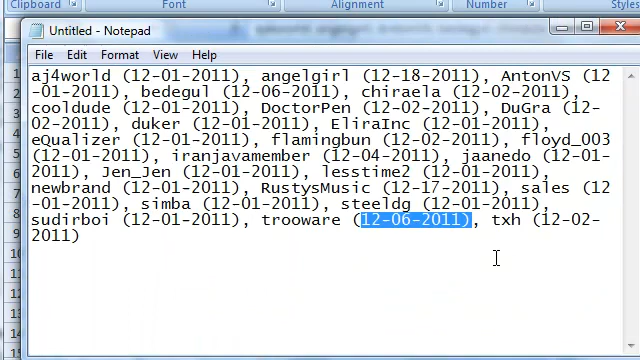 Clipboard
Font
Alignment
Number
Styles
Untitled - Notepad
File Edit Format View Help
aj4world (12-01-2011), angelgirl (12-18-2011), AntonVS (12
-01-2011), bedegul (12-06-2011), chiraela (12-02-2011),
cooldude (12-01-2011), DoctorPen (12-02-2011), DuGra (12-
02-2011), duker (12-01-2011), EliraInc (12-01-2011),
eQualizer (12-01-2011), flamingbun (12-02-2011), floyd_003
(12-01-2011), iranjavamember (12-04-2011), jaanedo (12-01-
2011), Jen_Jen (12-01-2011), lesstime2 (12-01-2011),
newbrand (12-01-2011), RustysMusic (12-17-2011), sales (12
-01-2011), simba (12-01-2011), steeldg (12-01-2011),
sudirboi (12-01-2011), trooware (12-06-2011), txh (12-02-
2011)